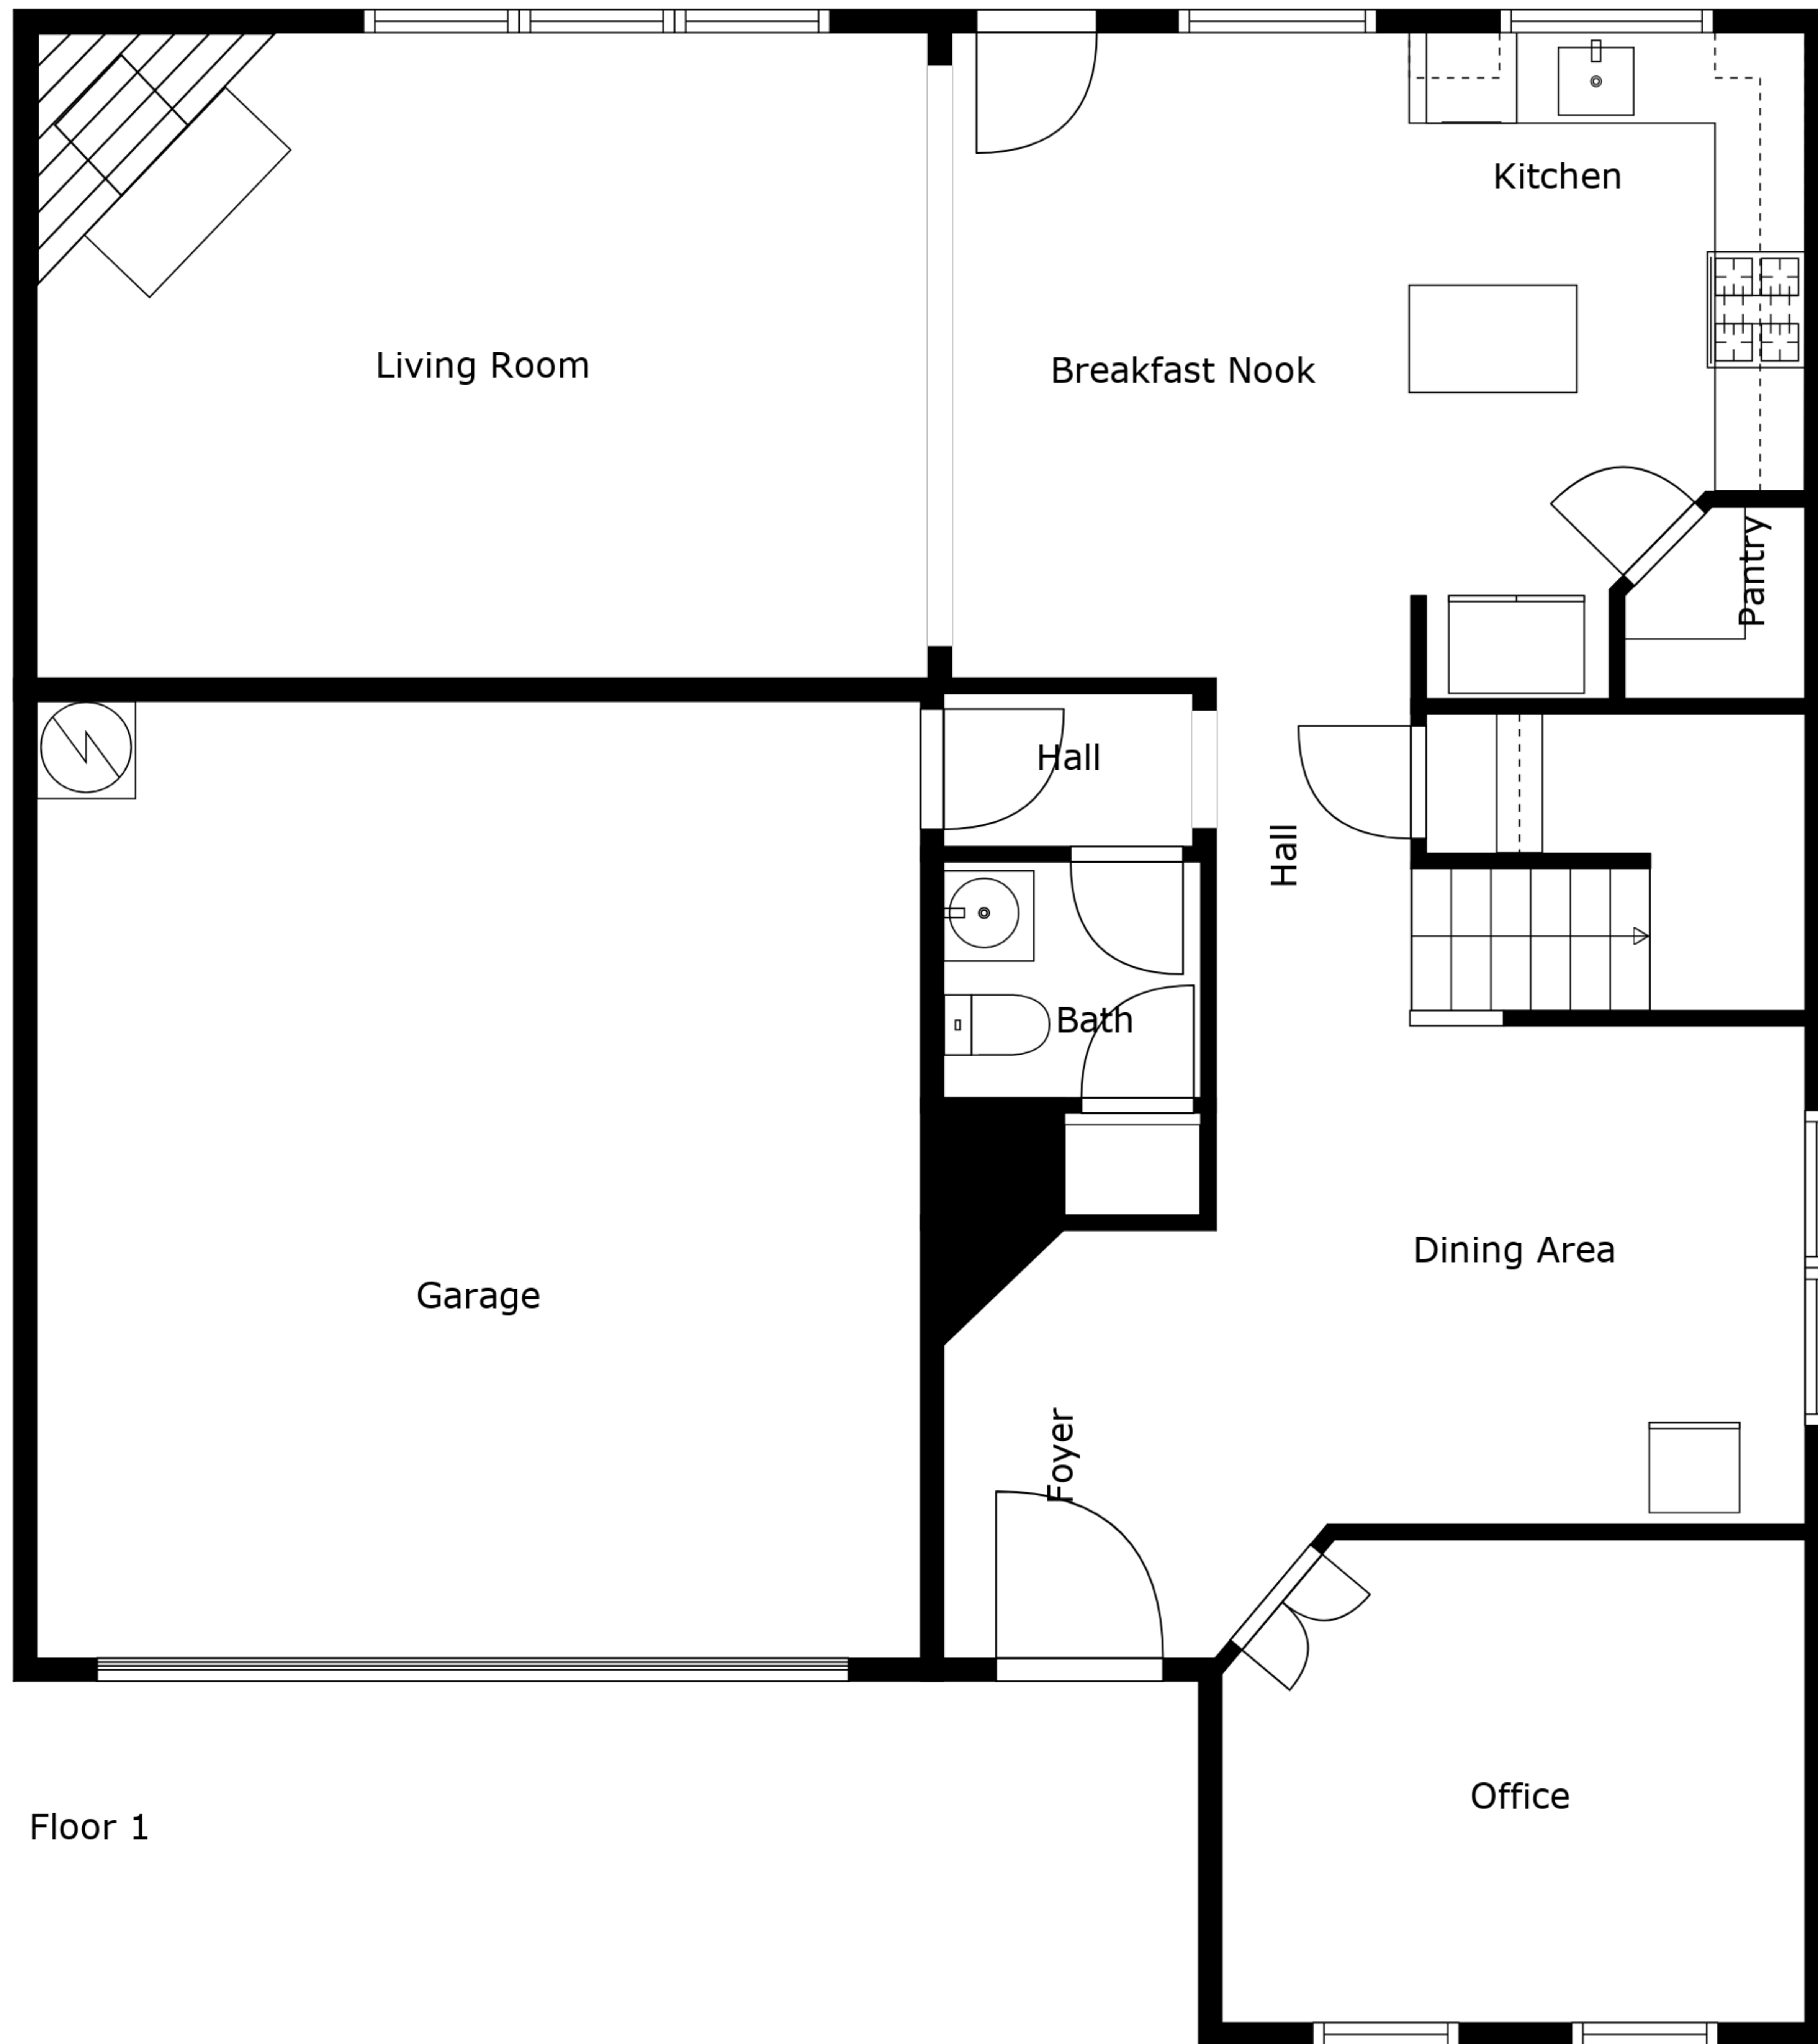 Kitchen
Living Room
Breakfast Nook
Pantry
Hall
Hall
Bath
Dining Area
Garage
Foyer
Office
Floor 1